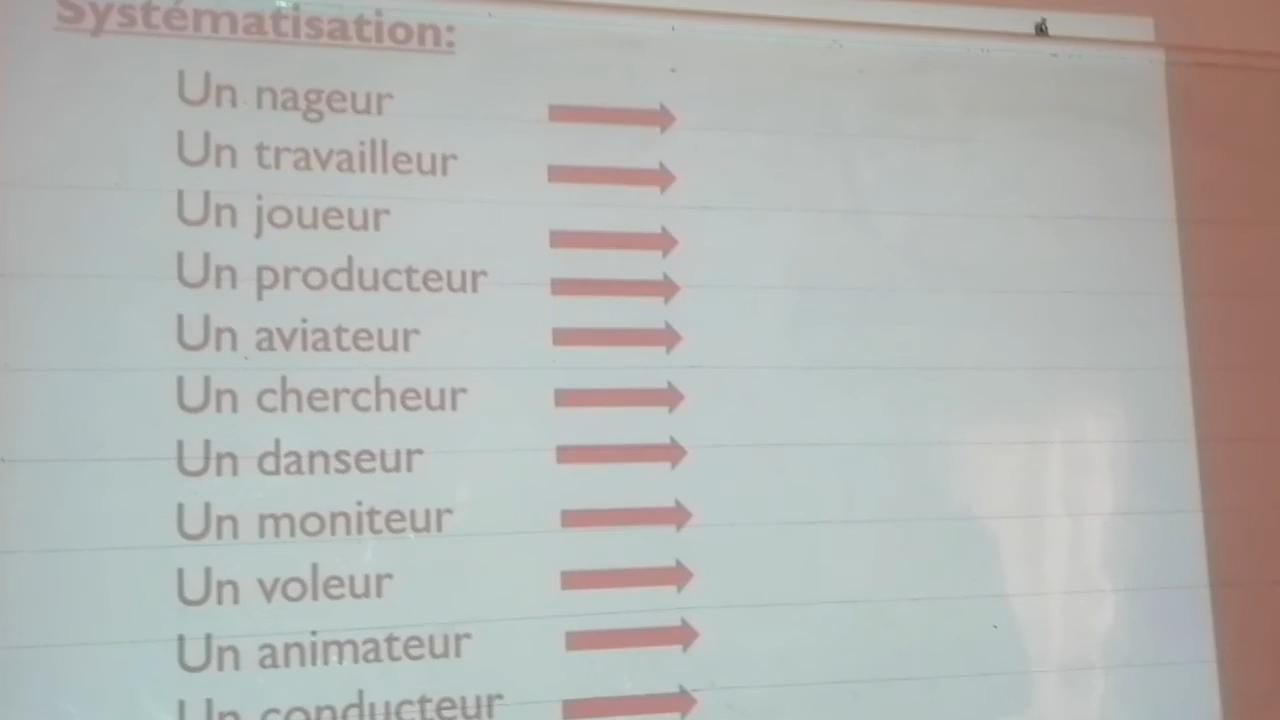 Systématisation:
Un nageur
Un travailleur
Un joueur
Un producteur
Un aviateur
Un chercheur
Un danseur
Un moniteur
Un voleur
Un animateur
Un conducteur